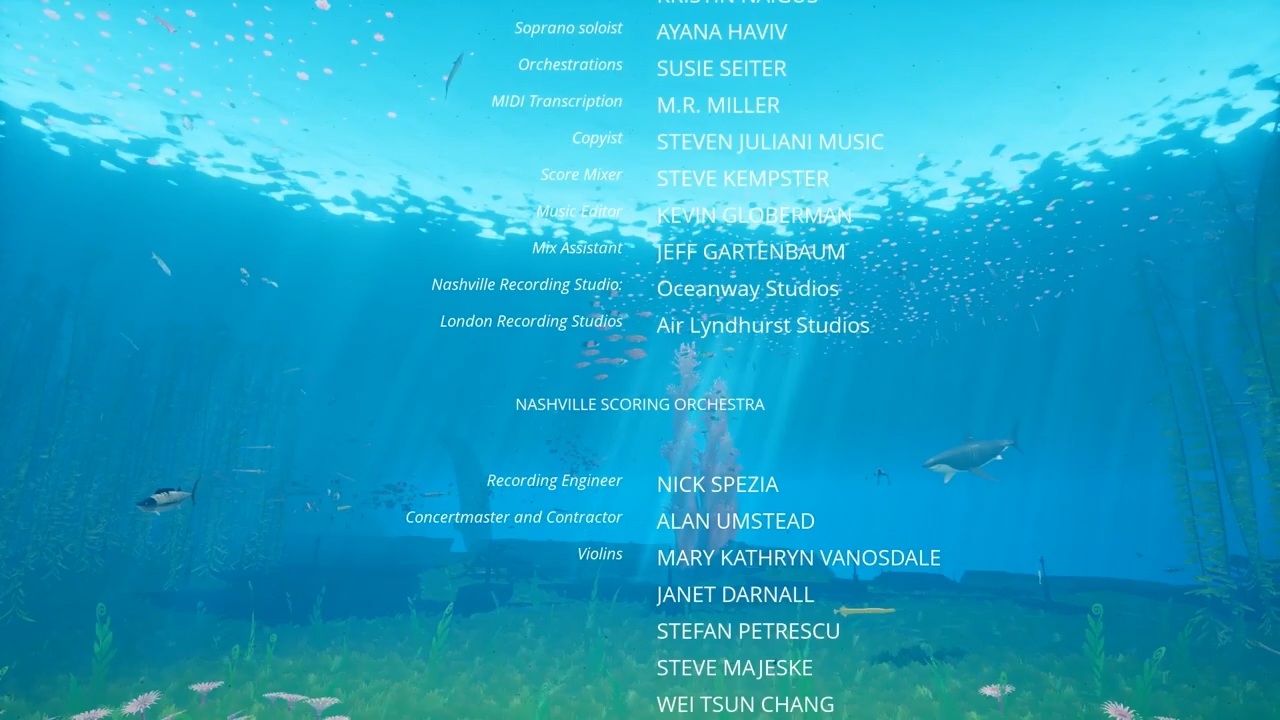 KRISTIN NAIGUS
Soprano soloist AYANA HAVIV
Orchestrations SUSIE SEITER
MIDI Transcription M.R. MILLER
Copyist STEVEN JULIANI MUSIC
Score Mixer STEVE KEMPSTER
Music Editor KEVIN GLOBERMAN
Mix Assistant JEFF GARTENBAUM
Nashville Recording Studio: Oceanway Studios
London Recording Studios Air Lyndhurst Studios
NASHVILLE SCORING ORCHESTRA
Recording Engineer NICK SPEZIA
Concertmaster and Contractor ALAN UMSTEAD
Violins MARY KATHRYN VANOSDALE
JANET DARNALL
STEFAN PETRESCU
STEVE MAJESKE
WEI TSUN CHANG